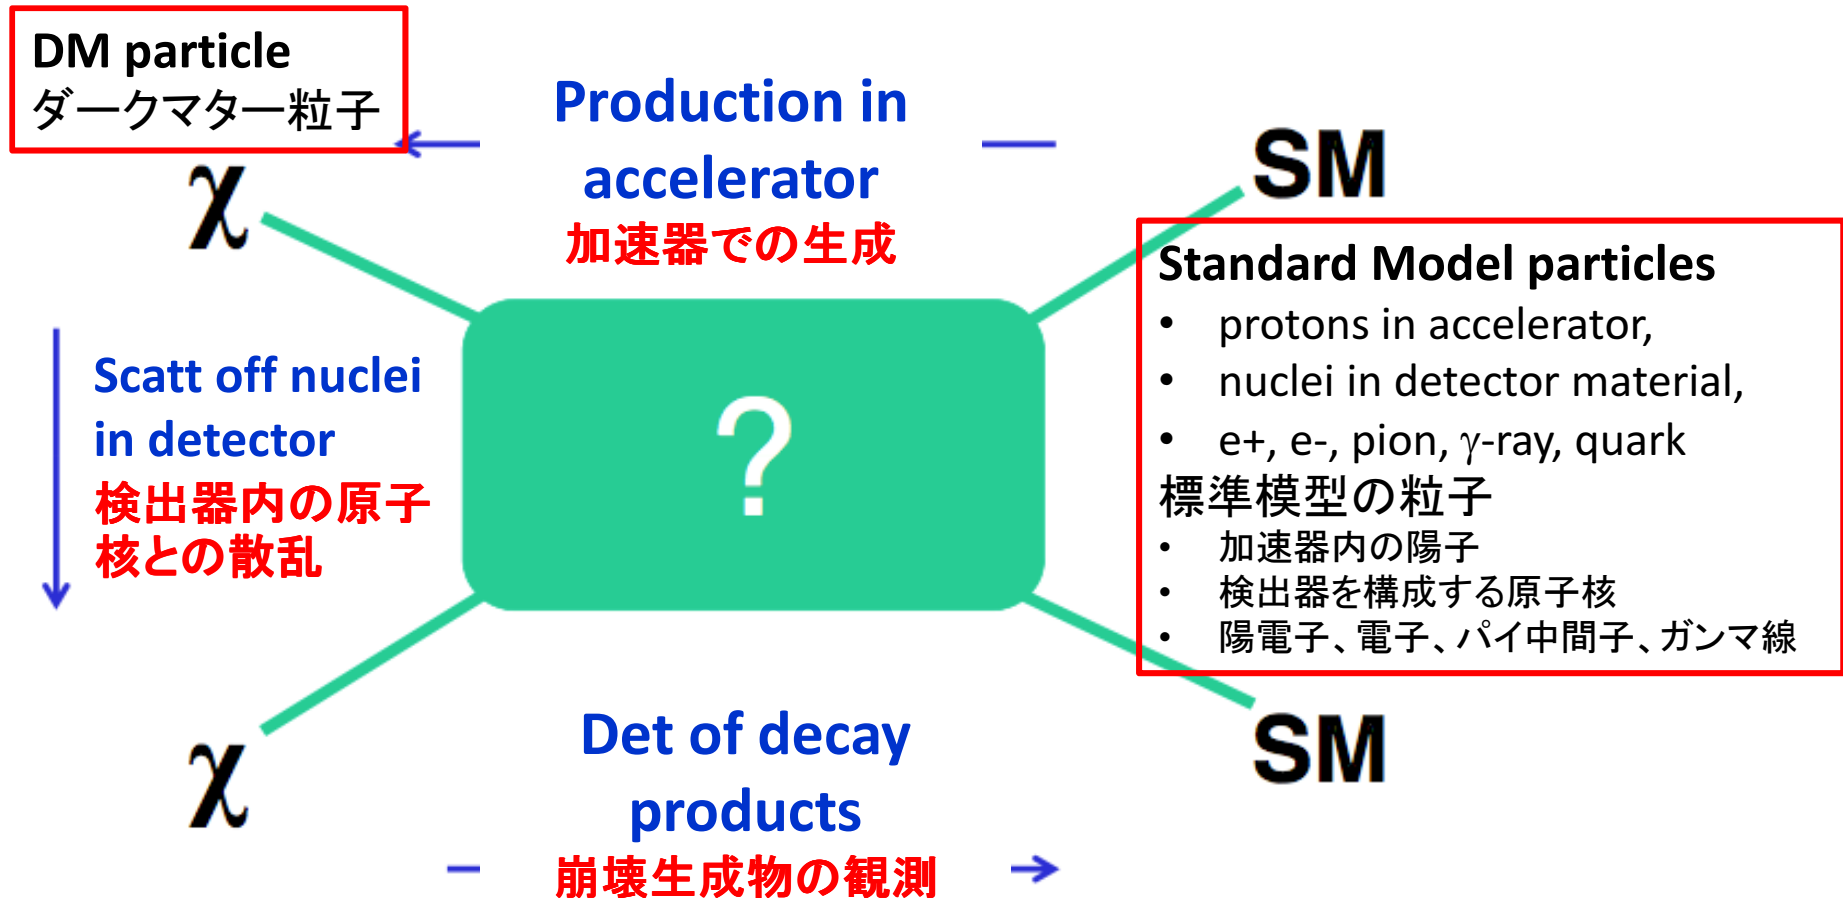 DM particle
ダークマター粒子
χ
Production in
accelerator
加速器での生成
SM
Standard Model particles
• protons in accelerator,
• nuclei in detector material,
• e+, e-, pion, γ-ray, quark
標準模型の粒子
• 加速器内の陽子
• 検出器を構成する原子核
• 陽電子、電子、パイ中間子、ガンマ線
Scatt off nuclei
in detector
検出器内の原子
核との散乱
?
χ
Det of decay
products
崩壊生成物の観測
SM